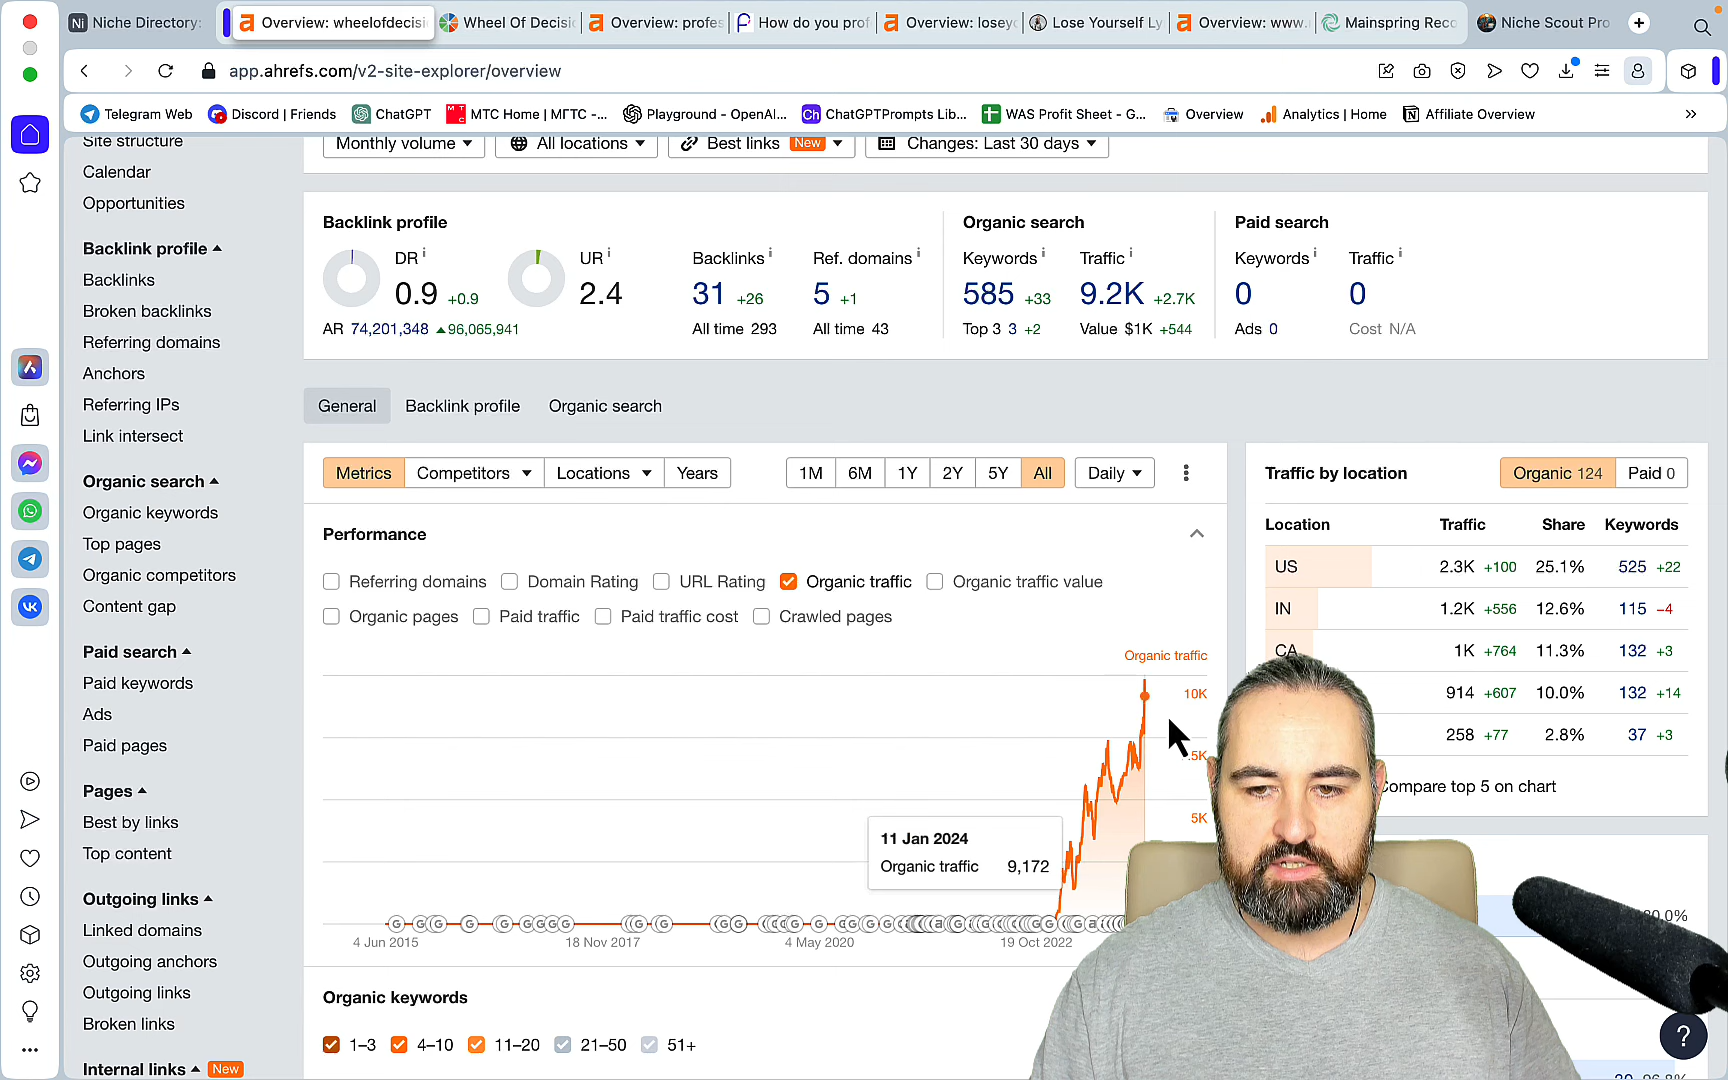 Niche Directory:
Overview: wheelofdecisi
Wheel Of Decisi
Overview: profes
How do you prof
Overview: loseyo
Lose Yourself Ly
Overview: www.
Mainspring Reco
Niche Scout Pro
app.ahrefs.com/v2-site-explorer/overview
Telegram Web
Discord | Friends
ChatGPT
МТС Home | МГТС -...
Playground - OpenAI...
ChatGPTPrompts Lib...
WAS Profit Sheet - G...
Overview
Analytics | Home
Affiliate Overview
Site structure
Calendar
Opportunities
Backlink profile
Backlinks
Broken backlinks
Referring domains
Anchors
Referring IPs
Link intersect
Organic search
Organic keywords
Top pages
Organic competitors
Content gap
Paid search
Paid keywords
Ads
Paid pages
Pages
Best by links
Top content
Outgoing links
Linked domains
Outgoing anchors
Outgoing links
Broken links
Internal links New
Monthly volume
All locations
Best links New
Changes: Last 30 days
Backlink profile
DR
0.9 +0.9
AR 74,201,348 96,065,941
UR
2.4
Backlinks
31 +26
All time 293
Ref. domains
5 +1
All time 43
Organic search
Keywords
585 +33
Top 3 3 +2
Traffic
9.2K +2.7K
Value $1K +544
Paid search
Keywords
0
Ads 0
Traffic
0
Cost N/A
General Backlink profile Organic search
Metrics Competitors Locations Years
1M 6M 1Y 2Y 5Y All
Daily
Performance
Referring domains Domain Rating URL Rating Organic traffic Organic traffic value
Organic pages Paid traffic Paid traffic cost Crawled pages
Organic traffic
10K
.5K
5K
11 Jan 2024
Organic traffic 9,172
4 Jun 2015 18 Nov 2017 4 May 2020 19 Oct 2022
Organic keywords
1–3 4–10 11–20 21–50 51+
Traffic by location
Organic 124 Paid 0
Location Traffic Share Keywords
US 2.3K +100 25.1% 525 +22
IN 1.2K +556 12.6% 115 −4
CA 1K +764 11.3% 132 +3
914 +607 10.0% 132 +14
258 +77 2.8% 37 +3
Compare top 5 on chart
?